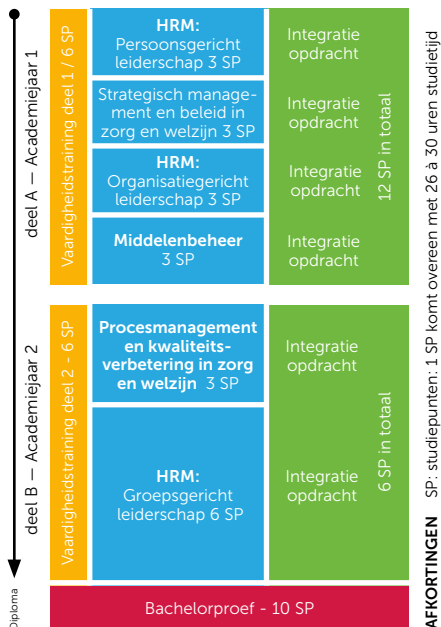 deel A — Academiejaar 1
Vaardigheidstraining deel 1 / 6 SP
HRM:
Persoonsgericht
leiderschap 3 SP
Strategisch manage-
ment en beleid in
zorg en welzijn 3 SP
HRM:
Organisatiegericht
leiderschap 3 SP
Middelenbeheer
3 SP
Integratie
opdracht
Integratie
opdracht
Integratie
opdracht
Integratie
opdracht
12 SP in totaal
deel B — Academiejaar 2
Vaardigheidstraining deel 2 - 6 SP
Procesmanagement
en kwaliteits-
verbetering in zorg
en welzijn 3 SP
HRM:
Groepsgericht
leiderschap 6 SP
Integratie
opdracht
Integratie
opdracht
6 SP in totaal
Diploma
Bachelorproef - 10 SP
AFKORTINGEN SP: studiepunten: 1 SP komt overeen met 26 à 30 uren studietijd